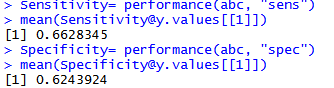 > Sensitivity= performance(abc, "sens")
> mean(Sensitivity@y.values[[1]])
[1] 0.6628345
> Specificity= performance(abc, "spec")
> mean(Specificity@y.values[[1]])
[1] 0.6243924